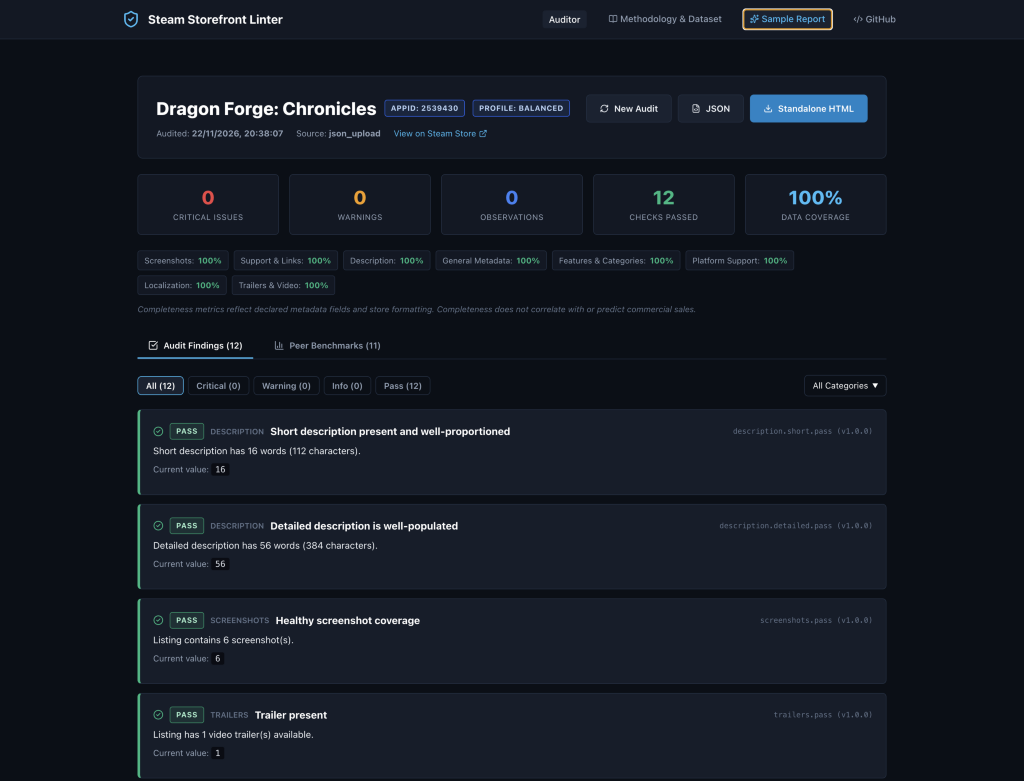 Steam Storefront Linter
Auditor
Methodology & Dataset
Sample Report
GitHub
Dragon Forge: Chronicles
APPID: 2539430
PROFILE: BALANCED
New Audit
JSON
Standalone HTML
Audited: 22/11/2026, 20:38:07 Source: json_upload View on Steam Store
0
CRITICAL ISSUES
0
WARNINGS
0
OBSERVATIONS
12
CHECKS PASSED
100%
DATA COVERAGE
Screenshots: 100%
Support & Links: 100%
Description: 100%
General Metadata: 100%
Features & Categories: 100%
Platform Support: 100%
Localization: 100%
Trailers & Video: 100%
Completeness metrics reflect declared metadata fields and store formatting. Completeness does not correlate with or predict commercial sales.
Audit Findings (12)
Peer Benchmarks (11)
All (12)
Critical (0)
Warning (0)
Info (0)
Pass (12)
All Categories ▼
PASS DESCRIPTION Short description present and well-proportioned description.short.pass (v1.0.0)
Short description has 16 words (112 characters).
Current value: 16
PASS DESCRIPTION Detailed description is well-populated description.detailed.pass (v1.0.0)
Detailed description has 56 words (384 characters).
Current value: 56
PASS SCREENSHOTS Healthy screenshot coverage screenshots.pass (v1.0.0)
Listing contains 6 screenshot(s).
Current value: 6
PASS TRAILERS Trailer present trailers.pass (v1.0.0)
Listing has 1 video trailer(s) available.
Current value: 1